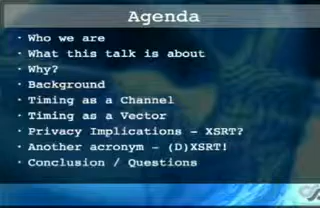 Agenda
· Who we are
· What this talk is about
· Why?
· Background
· Timing as a Channel
· Timing as a Vector
· Privacy Implications - XSRT?
· Another acronym - (D)XSRT!
· Conclusion / Questions